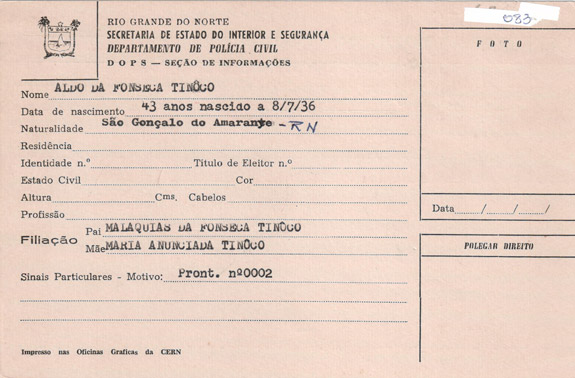 083
RIO GRANDE DO NORTE
SECRETARIA DE ESTADO DO INTERIOR E SEGURANÇA
DEPARTAMENTO DE POLÍCIA CIVIL
D O P S — SEÇÃO DE INFORMAÇÕES
F O T O
Nome ALDO DA FONSECA TINÔCO
Data de nascimento 43 anos nascido a 8/7/36
Naturalidade São Gonçalo do Amarante - RN
Residência
Identidade n.º Título de Eleitor n.º
Estado Civil Cor
Altura Cms. Cabelos
Data / / /
Profissão
Filiação
Pai MALAQUIAS DA FONSECA TINÔCO
Mãe MARIA ANUNCIADA TINÔCO
POLEGAR DIREITO
Sinais Particulares - Motivo: Pront. nº0002
Impresso nas Oficinas Graficas da CERN